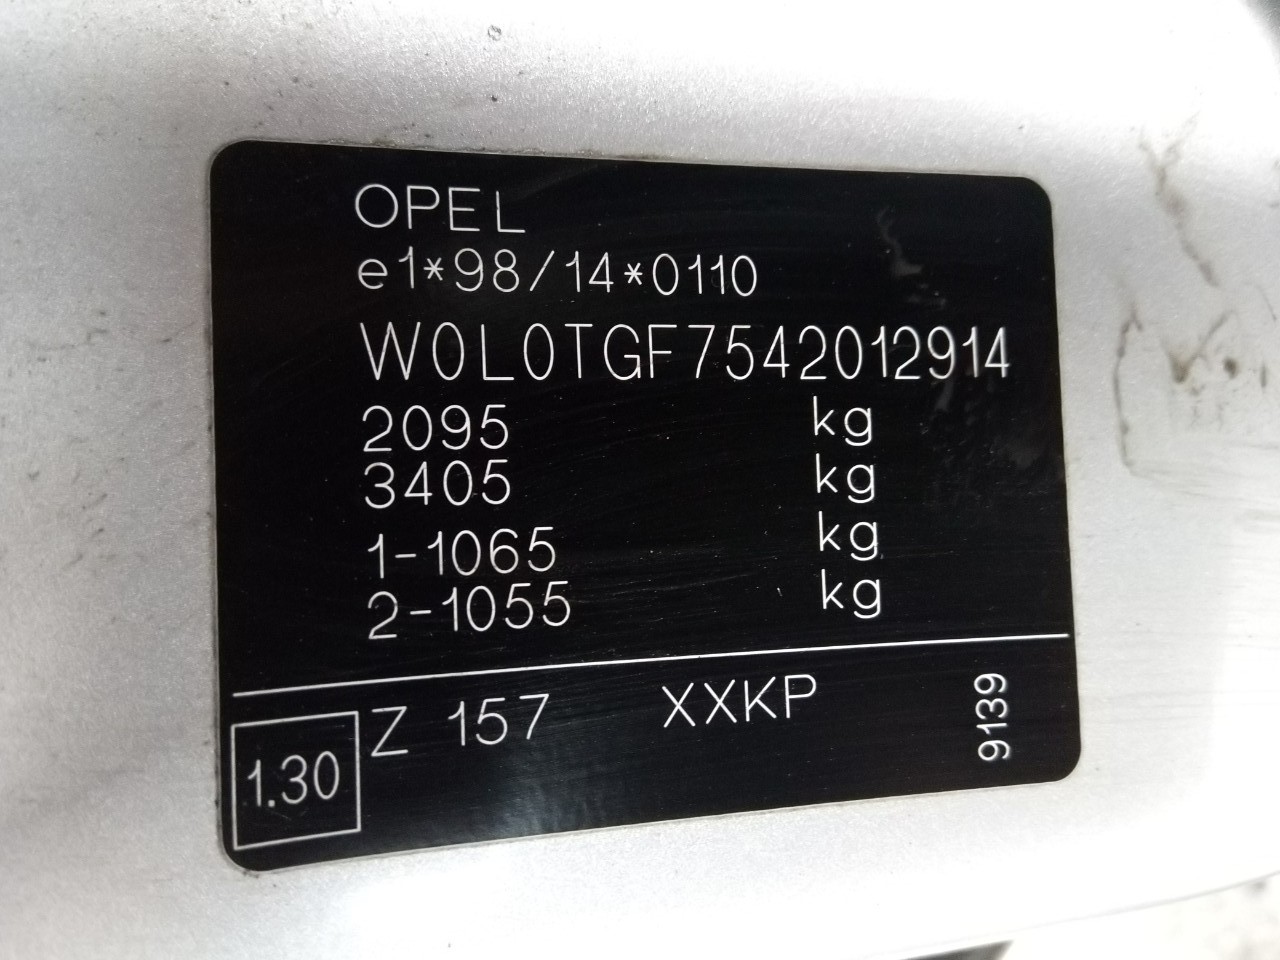 OPEL
e1*98/14*0110
W0L0TGF7542012914
2095 kg
3405 kg
1-1065 kg
2-1055 kg
Z 157 XXKP
9139
1.30